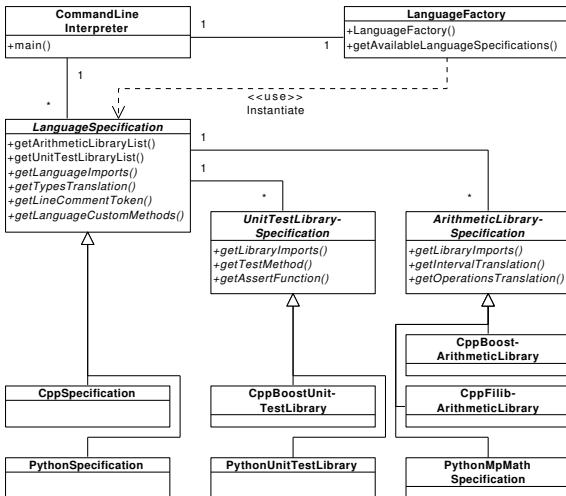 CommandLine
Interpreter
+main()
1
1
LanguageFactory
+LanguageFactory()
+getAvailableLanguageSpecifications()
1
*
<<use>>
Instantiate
LanguageSpecification
+getArithmeticLibraryList()
+getUnitTestLibraryList()
+getLanguageImports()
+getTypesTranslation()
+getLineCommentToken()
+getLanguageCustomMethods()
1
1
*
*
UnitTestLibrary-
Specification
+getLibraryImports()
+getTestMethod()
+getAssertFunction()
ArithmeticLibrary-
Specification
+getLibraryImports()
+getIntervalTranslation()
+getOperationsTranslation()
CppBoost-
ArithmeticLibrary
CppSpecification
CppBoostUnit-
TestLibrary
CppFilib-
ArithmeticLibrary
PythonSpecification
PythonUnitTestLibrary
PythonMpMath
Specification